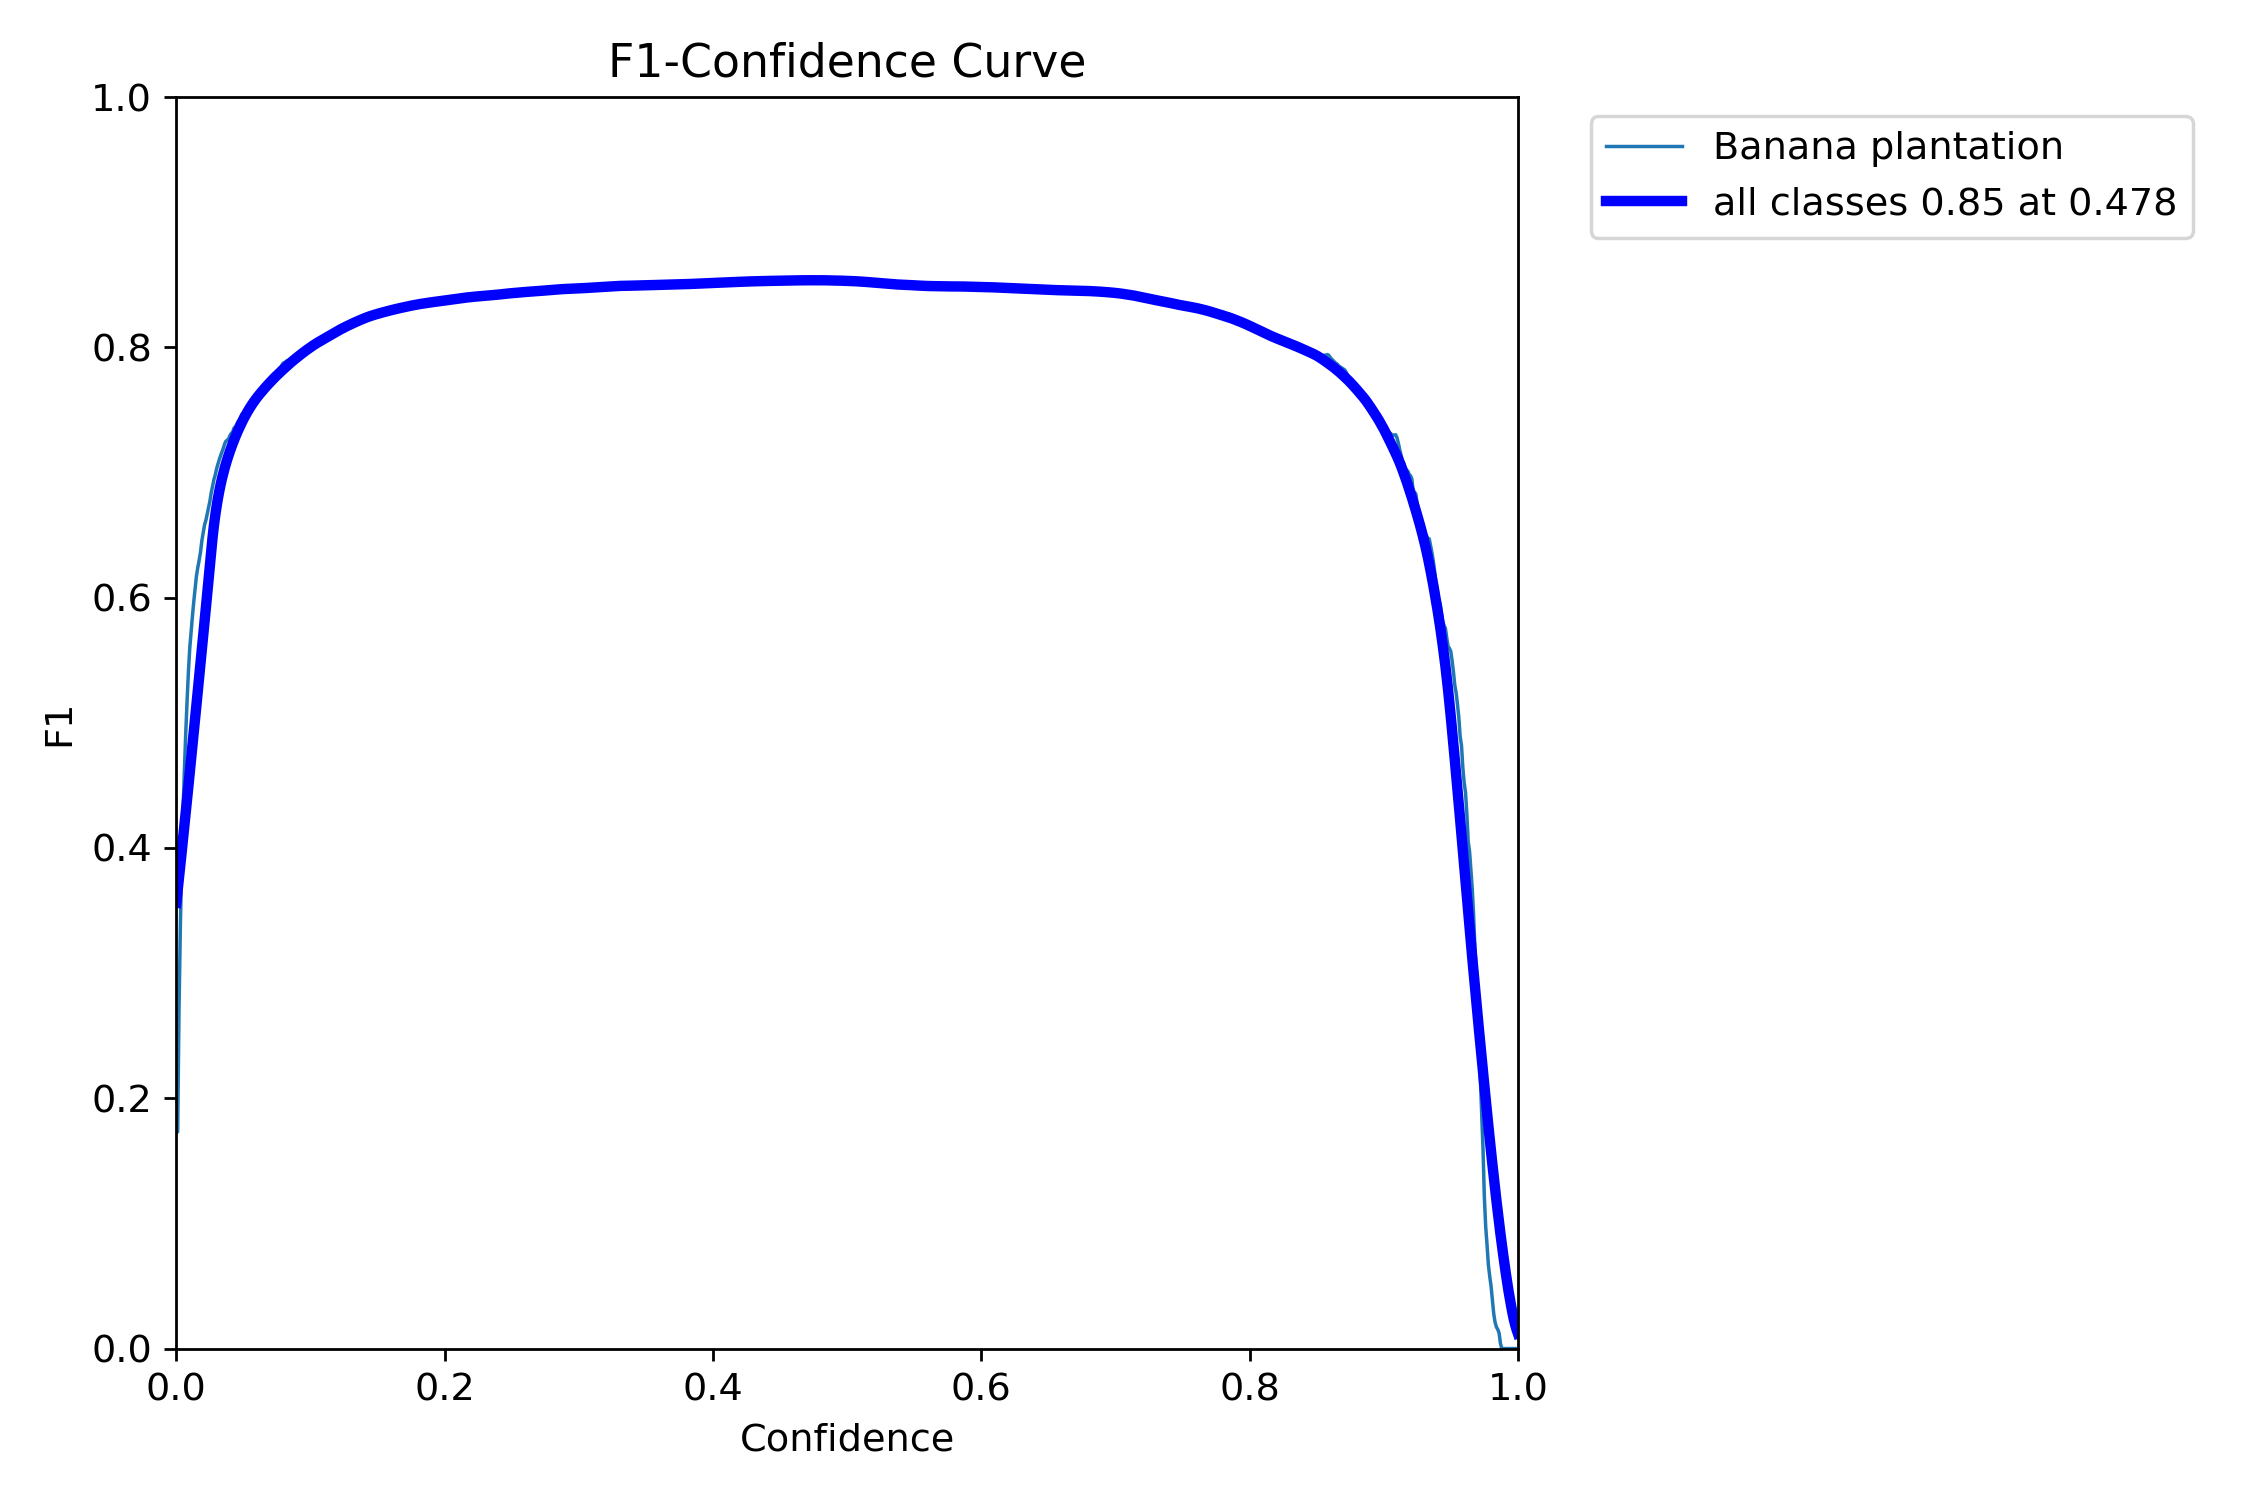 F1-Confidence Curve
Banana plantation
all classes 0.85 at 0.478
1.0
0.8
0.6
0.4
0.2
0.0
F1
0.0 0.2 0.4 0.6 0.8 1.0
Confidence